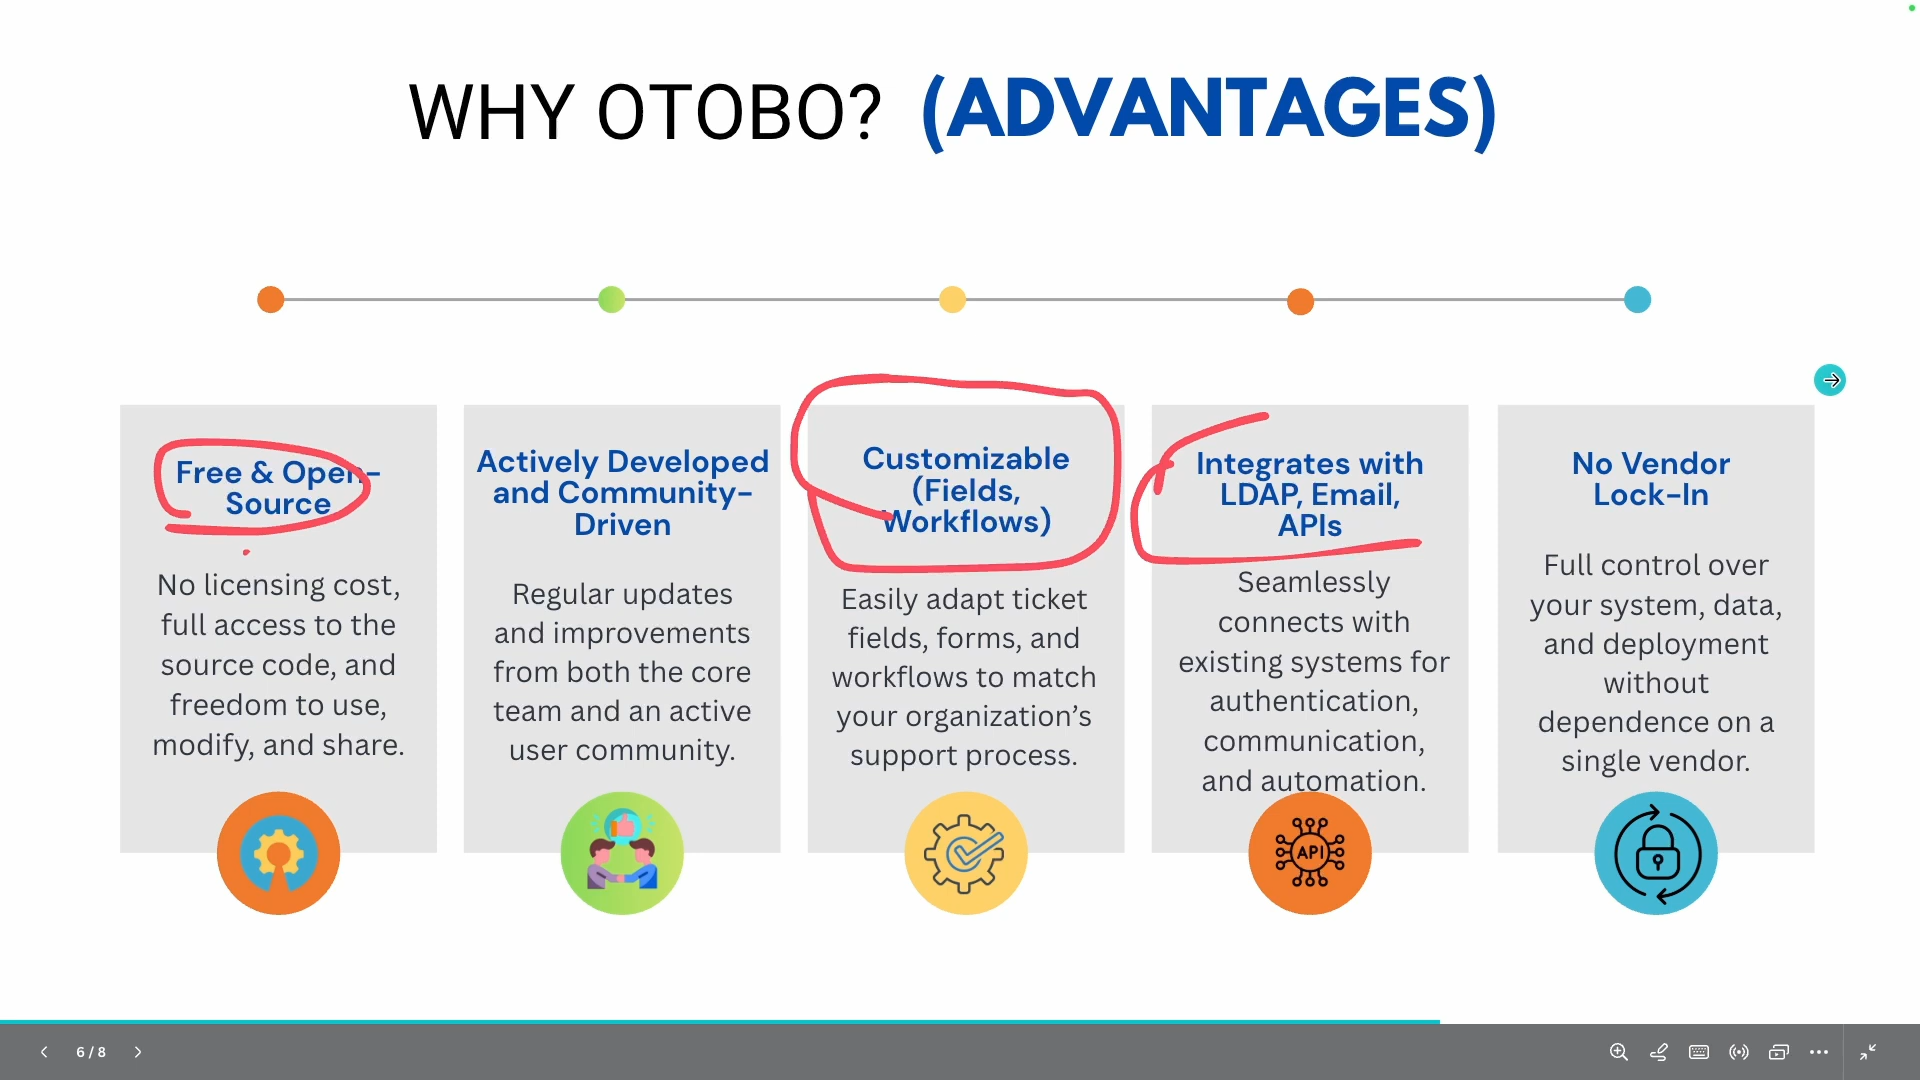 WHY OTOBO? (ADVANTAGES)
Free & Open-
Source
No licensing cost,
full access to the
source code, and
freedom to use,
modify, and share.
Actively Developed
and Community-
Driven
Regular updates
and improvements
from both the core
team and an active
user community.
Customizable
(Fields,
Workflows)
Easily adapt ticket
fields, forms, and
workflows to match
your organization's
support process.
Integrates with
LDAP, Email,
APIs
Seamlessly
connects with
existing systems for
authentication,
communication,
and automation.
API
No Vendor
Lock-In
Full control over
your system, data,
and deployment
without
dependence on a
single vendor.
6 / 8